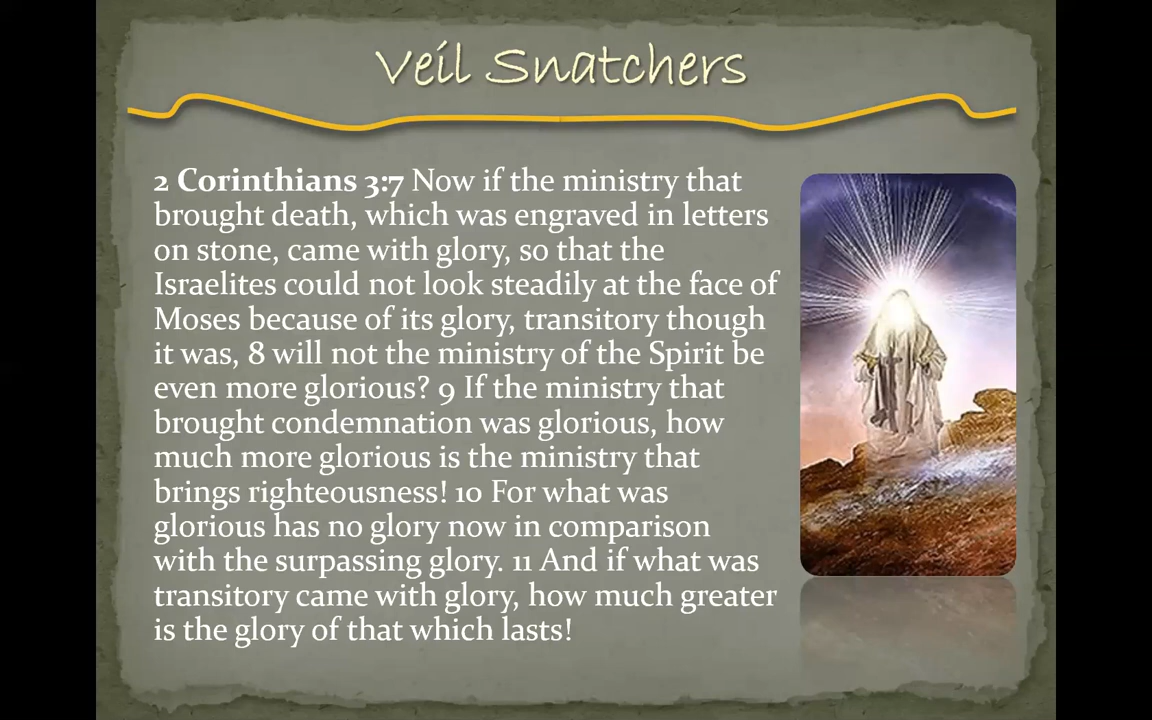 Veil Snatchers
2 Corinthians 3:7 Now if the ministry that
brought death, which was engraved in letters
on stone, came with glory, so that the
Israelites could not look steadily at the face of
Moses because of its glory, transitory though
it was, 8 will not the ministry of the Spirit be
even more glorious? 9 If the ministry that
brought condemnation was glorious, how
much more glorious is the ministry that
brings righteousness! 10 For what was
glorious has no glory now in comparison
with the surpassing glory. 11 And if what was
transitory came with glory, how much greater
is the glory of that which lasts!